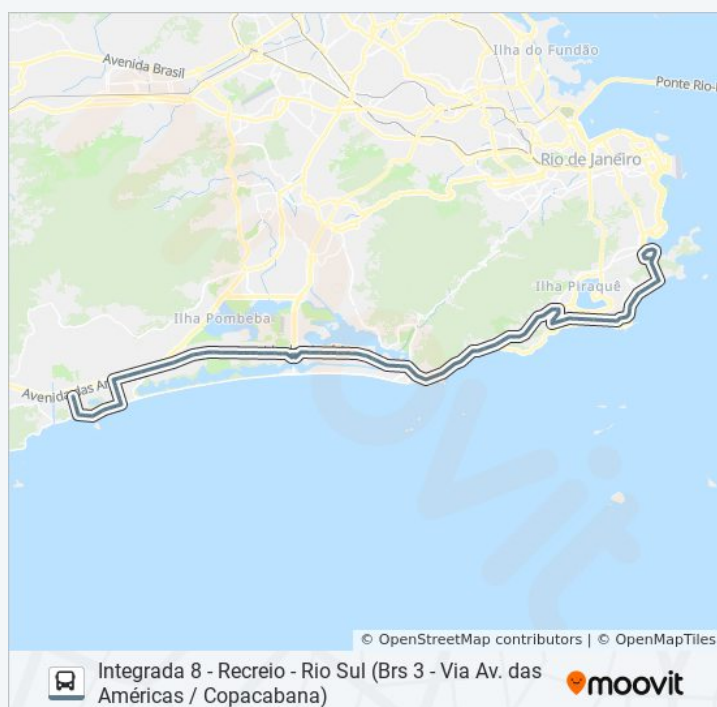 Ilha do Fundão
Avenida Brasil
Ponte Rio-
Rio de Janeiro
Ilha Piraquê
Ilha Pombeba
Avenida das Am
© OpenStreetMap contributors | © OpenMapTiles
Integrada 8 - Recreio - Rio Sul (Brs 3 - Via Av. das
Américas / Copacabana)
moovit